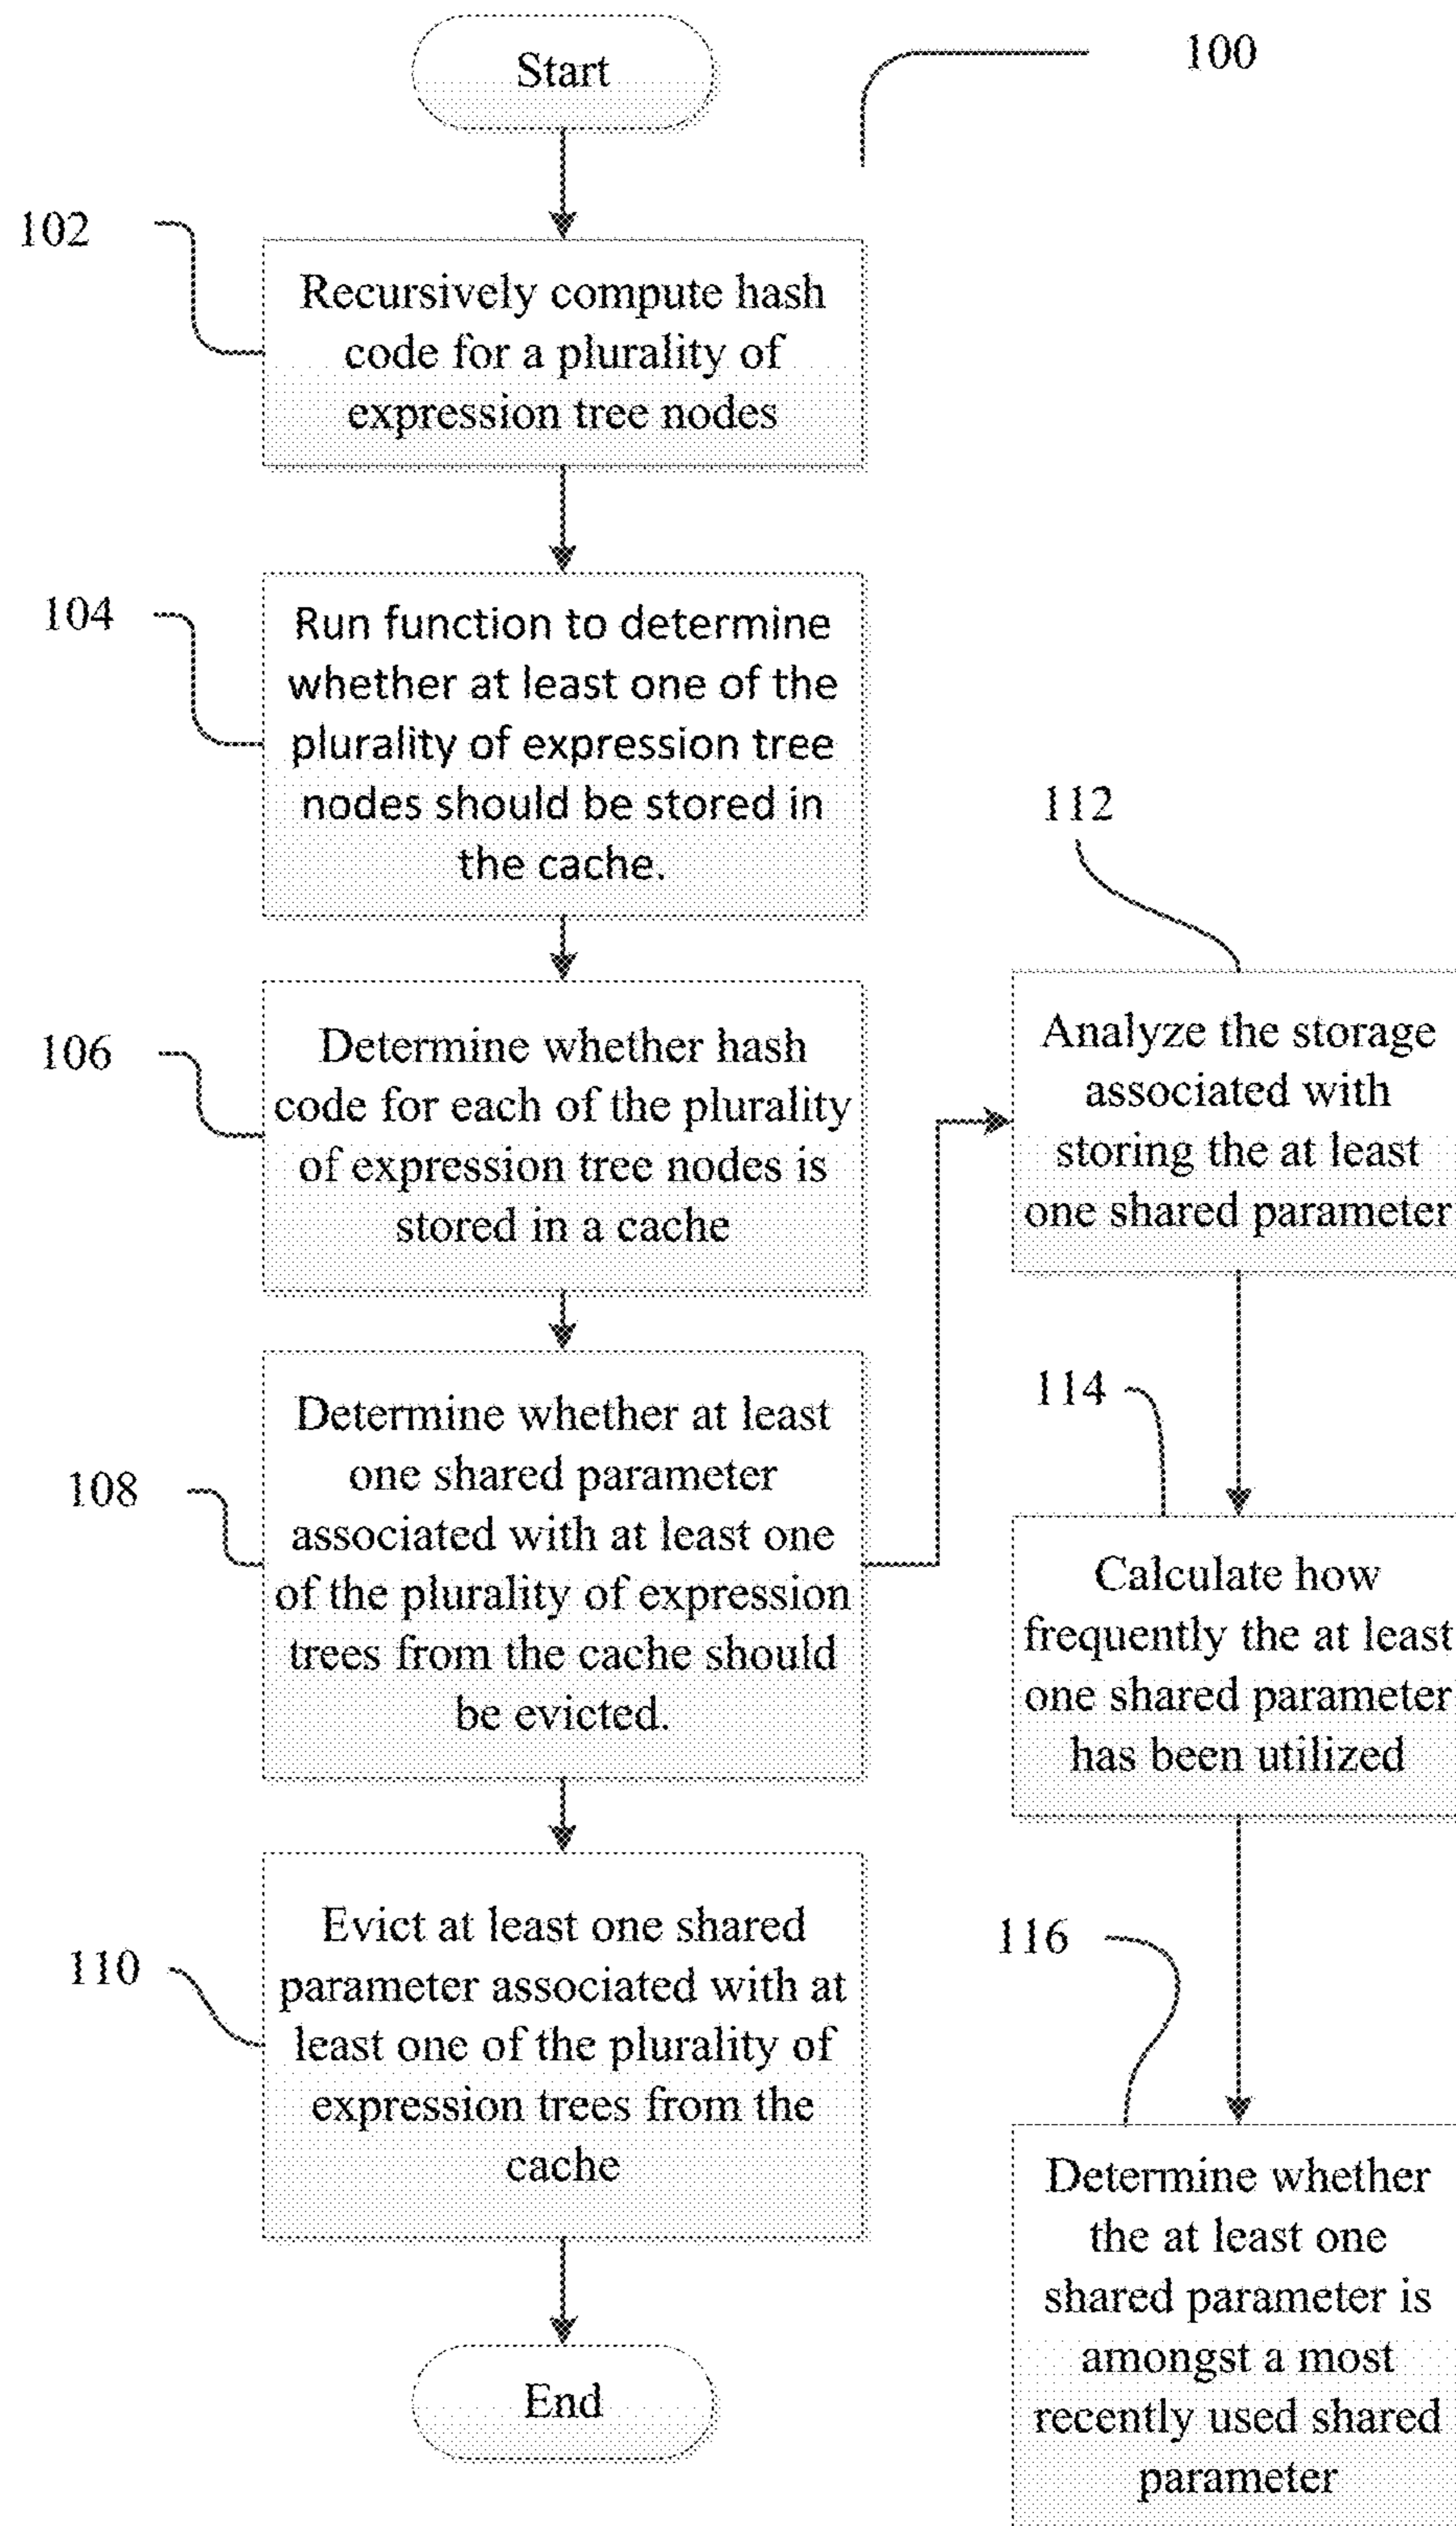 Start
100
102
Recursively compute hash
code for a plurality of
expression tree nodes
104
Run function to determine
whether at least one of the
plurality of expression tree
nodes should be stored in
the cache.
106
Determine whether hash
code for each of the plurality
of expression tree nodes is
stored in a cache
108
Determine whether at least
one shared parameter
associated with at least one
of the plurality of expression
trees from the cache should
be evicted.
110
Evict at least one shared
parameter associated with at
least one of the plurality of
expression trees from the
cache
End
112
Analyze the storage
associated with
storing the at least
one shared parameter
114
Calculate how
frequently the at least
one shared parameter
has been utilized
116
Determine whether
the at least one
shared parameter is
amongst a most
recently used shared
parameter